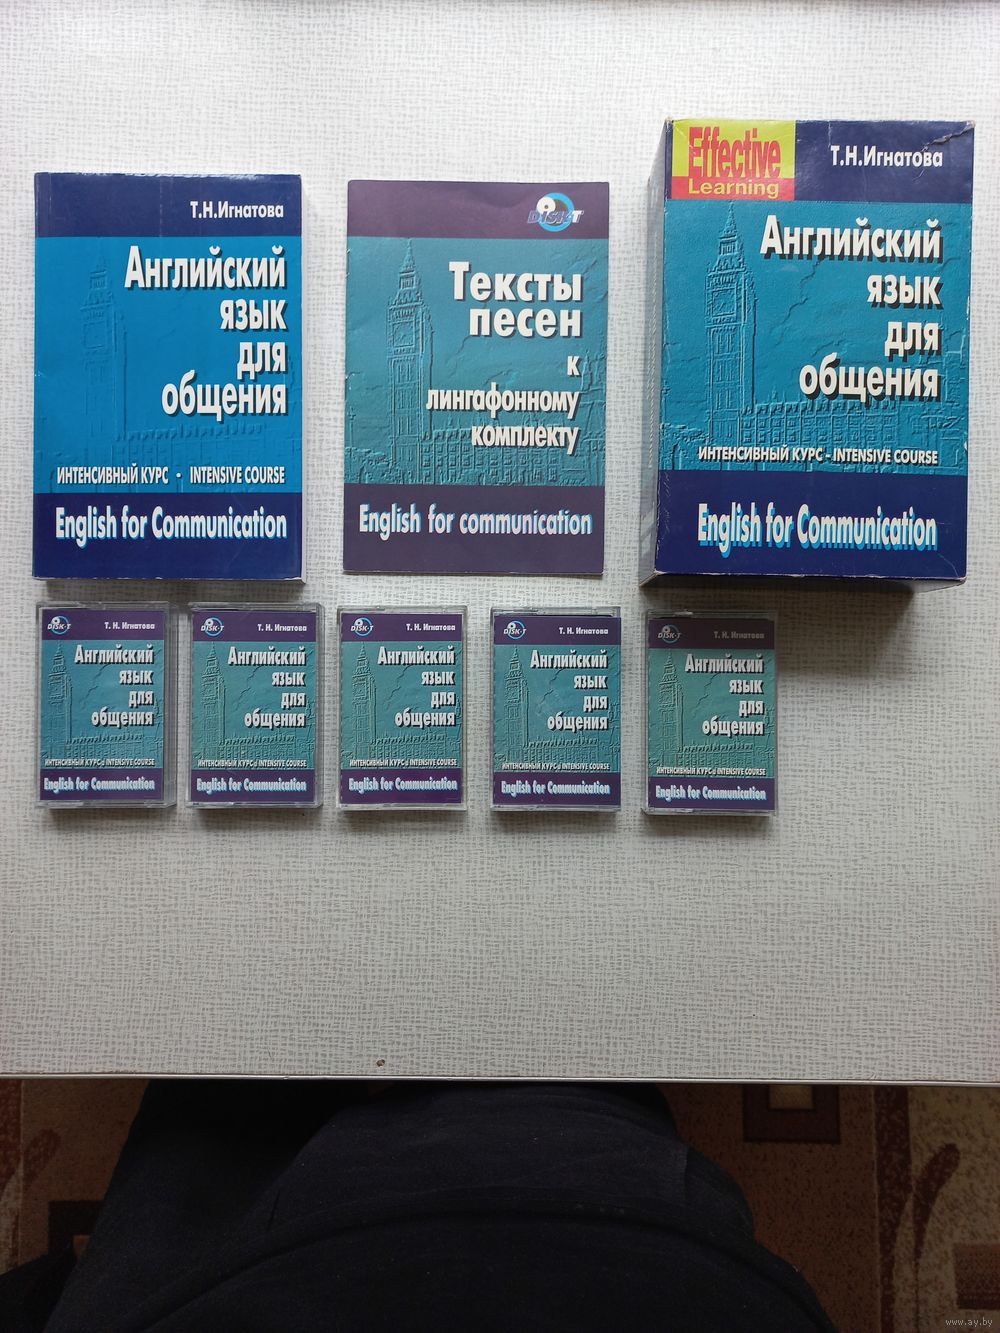 Т.Н.Игнатова
Английский
язык
для
общения
ИНТЕНСИВНЫЙ КУРС • INTENSIVE COURSE
English for Communication
DISK-T
Тексты
песен
к
лингафонному
комплекту
English for communication
Effective
Learning
Т.Н.Игнатова
Английский
язык
для
общения
ИНТЕНСИВНЫЙ КУРС - INTENSIVE COURSE
English for Communication
DISK-T
Т. Н. Игнатова
Английский
язык
для
общения
ИНТЕНСИВНЫЙ КУРС - INTENSIVE COURSE
English for Communication
DISK-T
Т. Н. Игнатова
Английский
язык
для
общения
ИНТЕНСИВНЫЙ КУРС - INTENSIVE COURSE
English for Communication
DISK-T
Т. Н. Игнатова
Английский
язык
для
общения
ИНТЕНСИВНЫЙ КУРС - INTENSIVE COURSE
English for Communication
DISK-T
Т. Н. Игнатова
Английский
язык
для
общения
ИНТЕНСИВНЫЙ КУРС - INTENSIVE COURSE
English for Communication
DISK-T
Т. Н. Игнатова
Английский
язык
для
общения
ИНТЕНСИВНЫЙ КУРС - INTENSIVE COURSE
English for Communication
www.ay.by